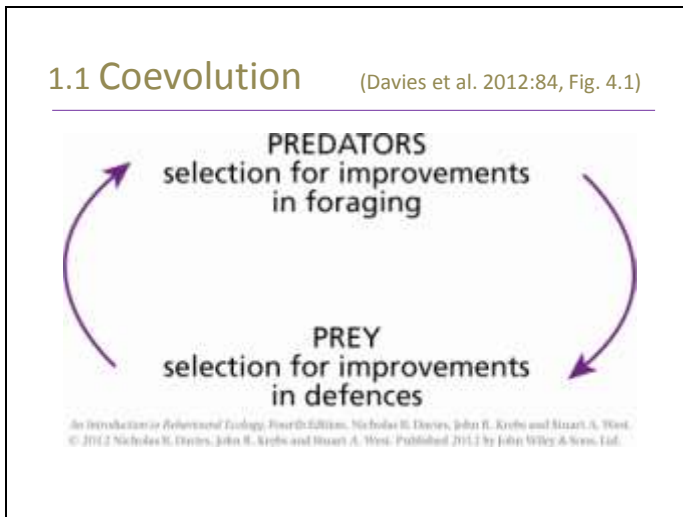 1.1 Coevolution (Davies et al. 2012:84, Fig. 4.1)
PREDATORS
selection for improvements
in foraging
PREY
selection for improvements
in defences
An Introduction to Behavioural Ecology, Fourth Edition. Nicholas B. Davies, John R. Krebs and Stuart A. West.
© 2012 Nicholas B. Davies, John R. Krebs and Stuart A. West. Published 2012 by John Wiley & Sons, Ltd.